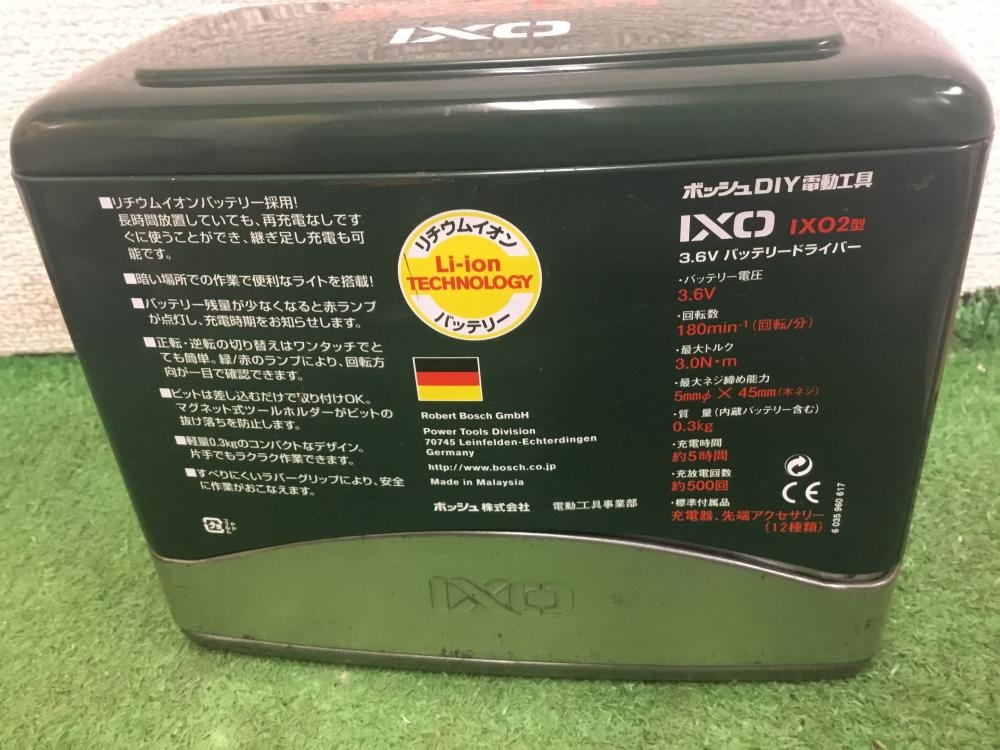 IXO
■リチウムイオンバッテリー採用!
長時間放置していても、再充電なしです
ぐに使うことができ、継ぎ足し充電も可
能です。
■暗い場所での作業で便利なライトを搭載!
■バッテリー残量が少なくなると赤ランプ
が点灯し、充電時期をお知らせします。
■正転・逆転の切り替えはワンタッチでと
ても簡単。緑/赤のランプにより、回転方
向が一目で確認できます。
■ビットは差し込むだけで取り付けOK。
マグネット式ツールホルダーがビットの
抜け落ちを防止します。
■軽量0.3kgのコンパクトなデザイン。
片手でもラクラク作業できます。
■すべりにくいラバーグリップにより、安全
に作業がおこなえます。
リチウムイオン
Li-ion
TECHNOLOGY
バッテリー
Robert Bosch GmbH
Power Tools Division
70745 Leinfelden-Echterdingen
Germany
http://www.bosch.co.jp
Made in Malaysia
ボッシュ株式会社 電動工具事業部
ボッシュDIY電動工具
IXO IXO2型
3.6V バッテリードライバー
・バッテリー電圧
3.6V
・回転数
180min⁻¹(回転/分)
・最大トルク
3.0N・m
・最大ネジ締め能力
5mmφ × 45mm(木ネジ)
・質 量(内蔵バッテリー含む)
0.3kg
・充電時間
約5時間
・充放電回数
約500回
・標準付属品
充電器、先端アクセサリー
(12種類)
CE
6 035 960 617
IXO